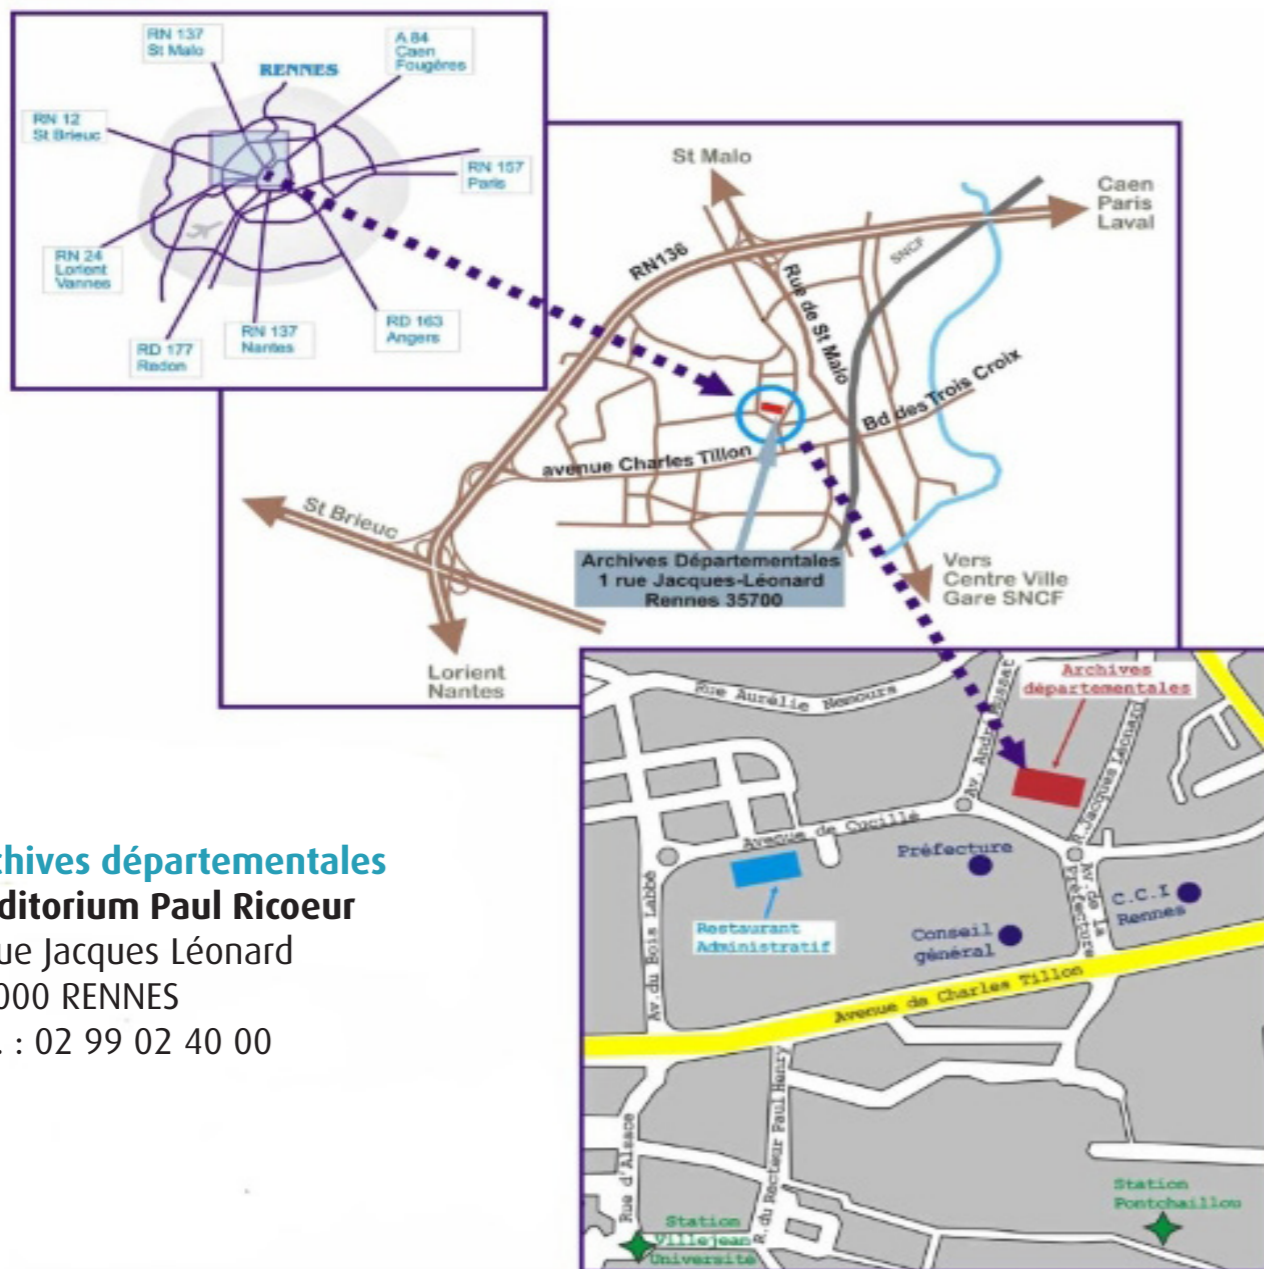 RN 137
St Malo
A 84
Caen
Fougères
RENNES
RN 12
St Brieuc
RN 157
Paris
RN 24
Lorient
Vannes
RD 177
Redon
RN 137
Nantes
RD 163
Angers
St Malo
Caen
Paris
Laval
RN136
SNCF
Rue de St Malo
Bd des Trois Croix
avenue Charles Tillon
St Brieuc
Archives Départementales
1 rue Jacques-Léonard
Rennes 35700
Vers
Centre Ville
Gare SNCF
Lorient
Nantes
Archives
départementales
Rue Aurélie Nemours
Av. André
R. Jacques Léonard
Avenue de Cucillé
Préfecture
Av. de la
Préfecture
C.C.I
Rennes
Restaurant
Administratif
Conseil
général
Av. du Bois Labbé
Avenue de Charles Tillon
R. du Recteur Paul Henry
Rue d'Alsace
Station
Villejean
Université
Station
Pontchaillou
chives départementales
ditorium Paul Ricoeur
ue Jacques Léonard
000 RENNES
. : 02 99 02 40 00